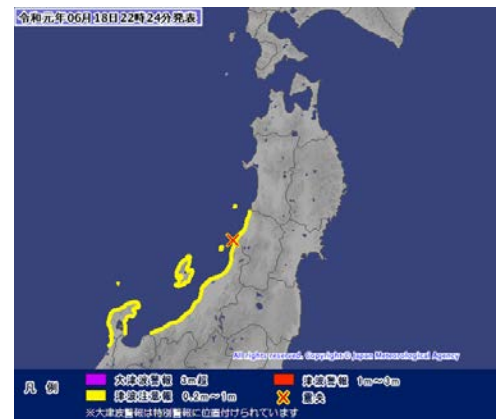 令和元年06月18日22時24分発表
All rights reserved. Copyright © Japan Meteorological Agency
凡 例
大津波警報 3m超
津波警報 1m~3m
津波注意報 0.2m~1m
震央
※大津波警報は特別警報に位置付けられています